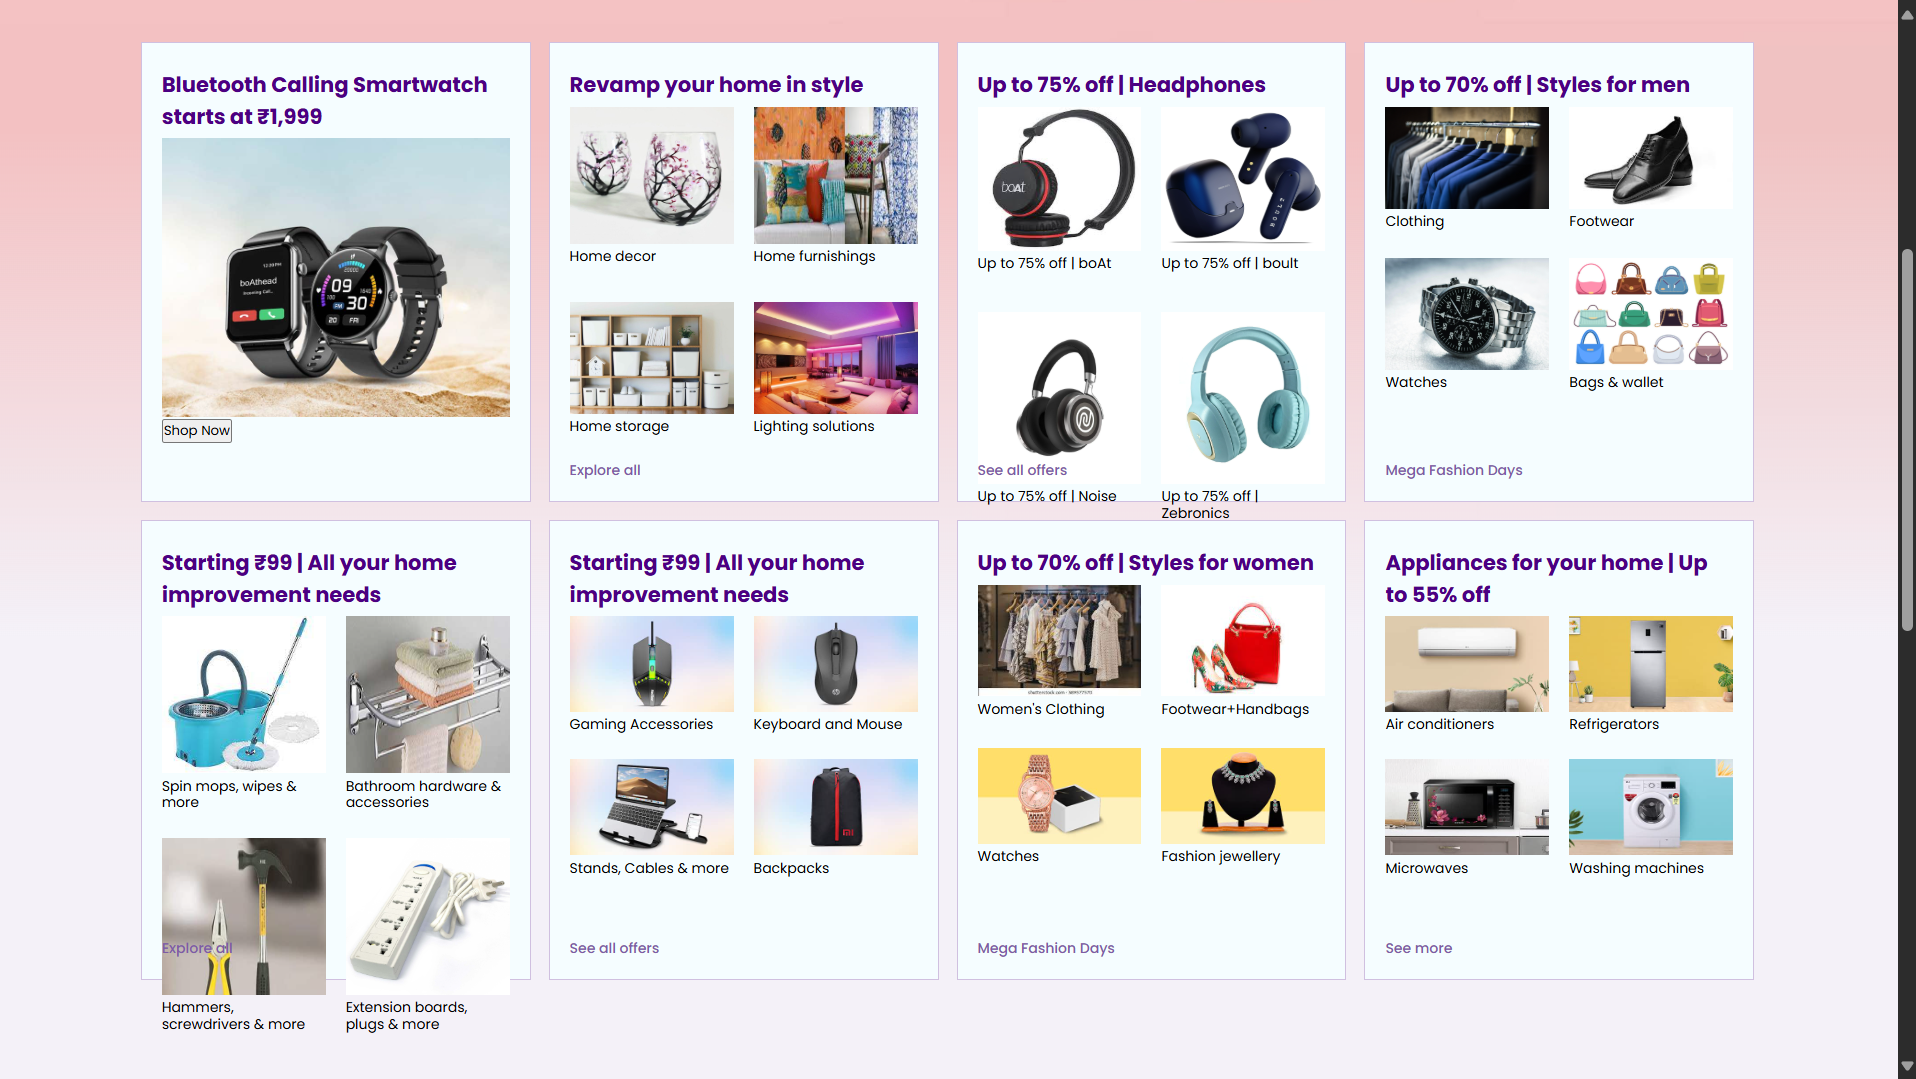 Bluetooth Calling Smartwatch
starts at ₹1,999
boAthead
09
30
20 FRI
Shop Now
Revamp your home in style
Home decor
Home furnishings
Home storage
Lighting solutions
Explore all
Up to 75% off | Headphones
boAt
BOULT
Up to 75% off | boAt
Up to 75% off | boult
See all offers
Up to 75% off | Noise
Up to 75% off |
Zebronics
Up to 70% off | Styles for men
Clothing
Footwear
Watches
Bags & wallet
Mega Fashion Days
Starting ₹99 | All your home
improvement needs
Spin mops, wipes &
more
Bathroom hardware &
accessories
Explore all
Hammers,
screwdrivers & more
Extension boards,
plugs & more
Starting ₹99 | All your home
improvement needs
hp
Gaming Accessories
Keyboard and Mouse
mi
Stands, Cables & more
Backpacks
See all offers
Up to 70% off | Styles for women
Women's Clothing
Footwear+Handbags
Watches
Fashion jewellery
Mega Fashion Days
Appliances for your home | Up
to 55% off
Air conditioners
Refrigerators
Microwaves
Washing machines
See more